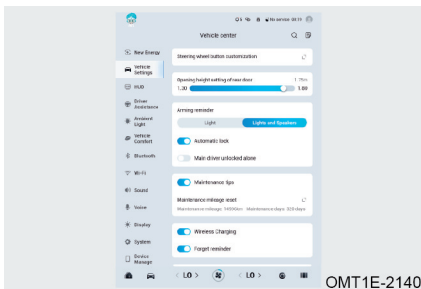 No service 08:31
Vehicle center
New Energy
Steering wheel button customization
Vehicle
Settings
Opening height setting of rear door
1.75m
1.30
1.80
HUD
Driver
Assistance
Arming reminder
Ambient
Light
Light
Lights and Speakers
Vehicle
Comfort
Automatic lock
Bluetooth
Main driver unlocked alone
Wi-Fi
Maintenance tips
Sound
Maintenance mileage reset
Voice
Display
Wireless Charging
System
Forget reminder
Device
Manage
< LO >
< LO >
OMT1E-2140